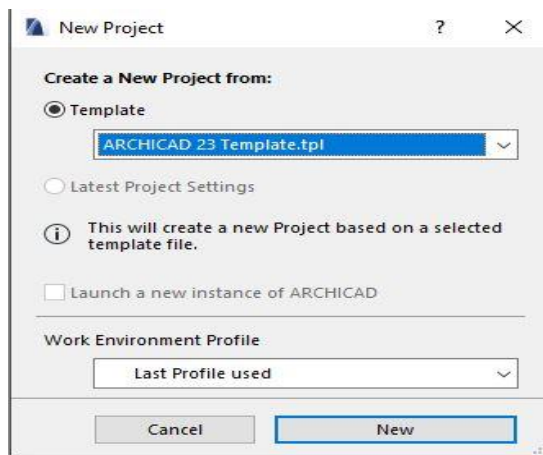 New Project ? ×
Create a New Project from:
Template
ARCHICAD 23 Template.tpl
Latest Project Settings
This will create a new Project based on a selected
template file.
Launch a new instance of ARCHICAD
Work Environment Profile
Last Profile used
Cancel New